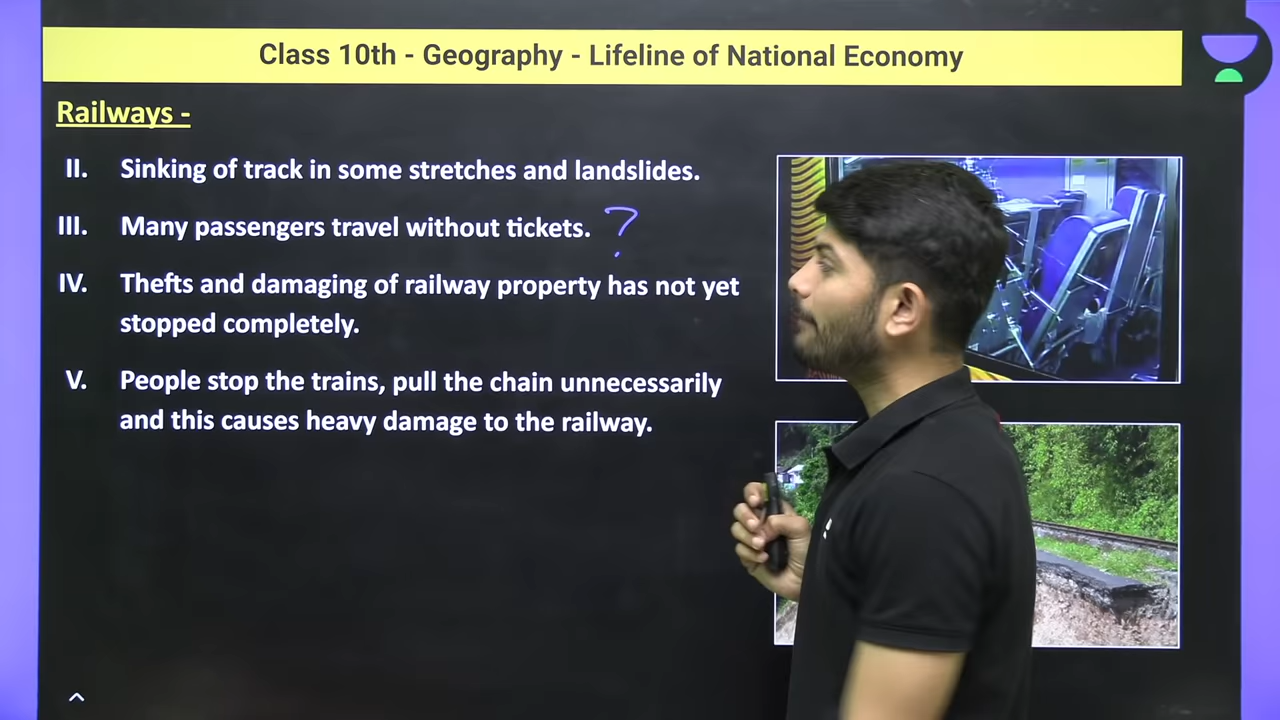 Class 10th - Geography - Lifeline of National Economy
Railways -
II. Sinking of track in some stretches and landslides.
III. Many passengers travel without tickets. ?
IV. Thefts and damaging of railway property has not yet
stopped completely.
V. People stop the trains, pull the chain unnecessarily
and this causes heavy damage to the railway.